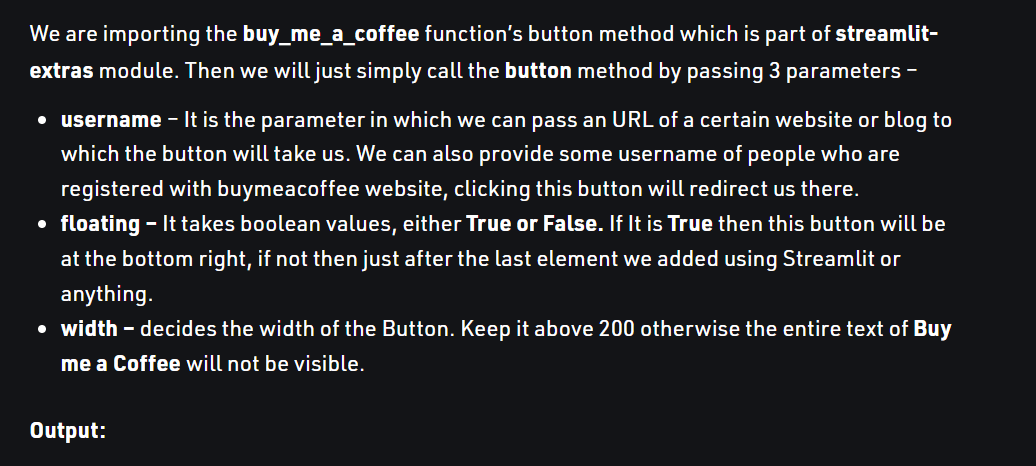 We are importing the buy_me_a_coffee function's button method which is part of streamlit-
extras module. Then we will just simply call the button method by passing 3 parameters –
• username – It is the parameter in which we can pass an URL of a certain website or blog to
which the button will take us. We can also provide some username of people who are
registered with buymeacoffee website, clicking this button will redirect us there.
• floating – It takes boolean values, either True or False. If It is True then this button will be
at the bottom right, if not then just after the last element we added using Streamlit or
anything.
• width – decides the width of the Button. Keep it above 200 otherwise the entire text of Buy
me a Coffee will not be visible.
Output: